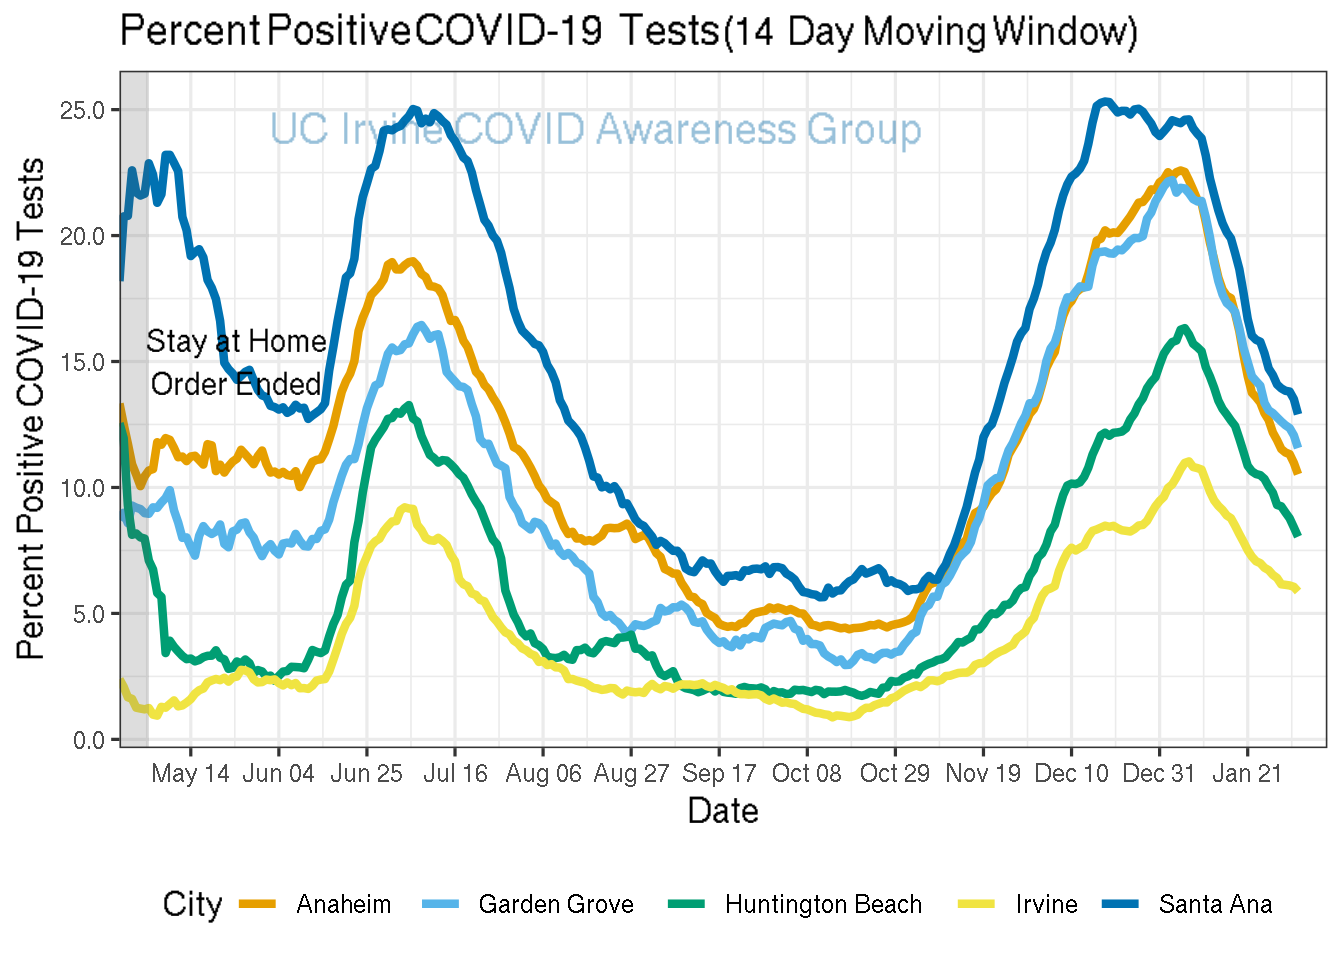 Percent Positive COVID-19 Tests (14 Day Moving Window)
UC Irvine COVID Awareness Group
Stay at Home
Order Ended
Percent Positive COVID-19 Tests
25.0
20.0
15.0
10.0
5.0
0.0
May 14 Jun 04 Jun 25 Jul 16 Aug 06 Aug 27 Sep 17 Oct 08 Oct 29 Nov 19 Dec 10 Dec 31 Jan 21
Date
City Anaheim Garden Grove Huntington Beach Irvine Santa Ana